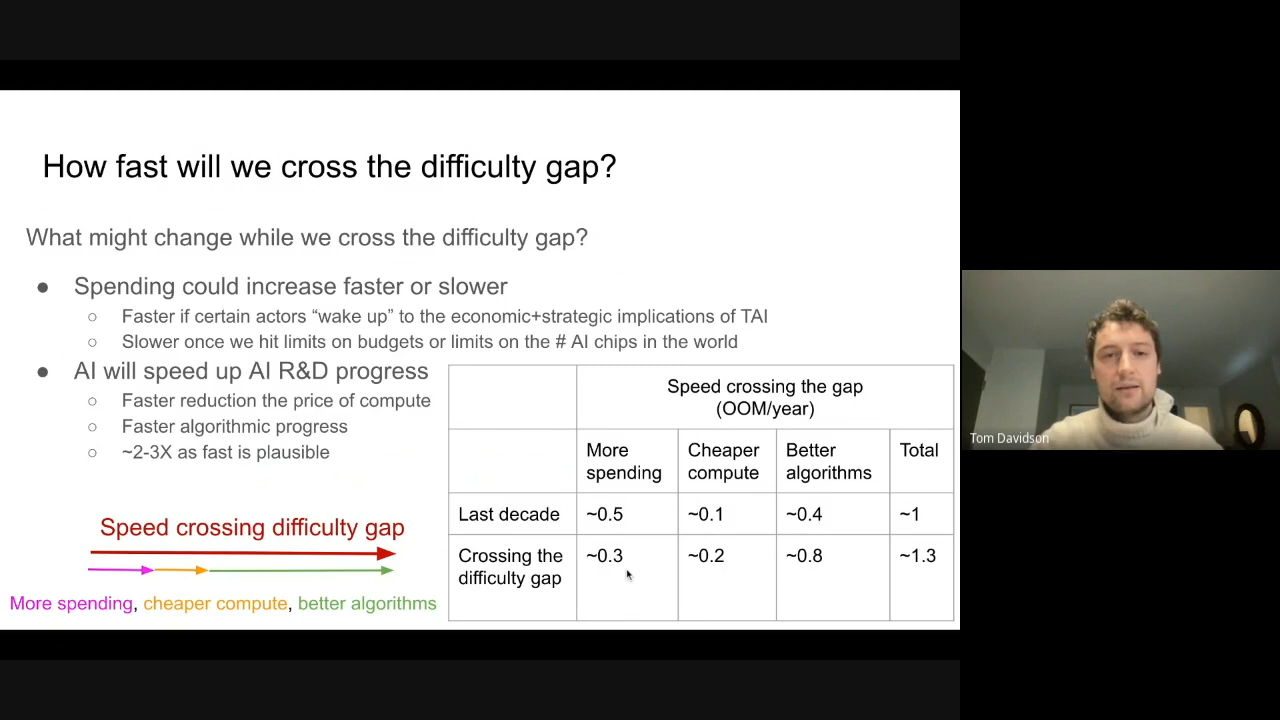 How fast will we cross the difficulty gap?
What might change while we cross the difficulty gap?
● Spending could increase faster or slower
○ Faster if certain actors “wake up” to the economic+strategic implications of TAI
○ Slower once we hit limits on budgets or limits on the # AI chips in the world
● AI will speed up AI R&D progress
○ Faster reduction the price of compute
○ Faster algorithmic progress
○ ~2-3X as fast is plausible
Speed crossing difficulty gap
More spending, cheaper compute, better algorithms
Speed crossing the gap
(OOM/year)
More spending
Cheaper compute
Better algorithms
Total
Last decade ~0.5 ~0.1 ~0.4 ~1
Crossing the difficulty gap ~0.3 ~0.2 ~0.8 ~1.3
Tom Davidson